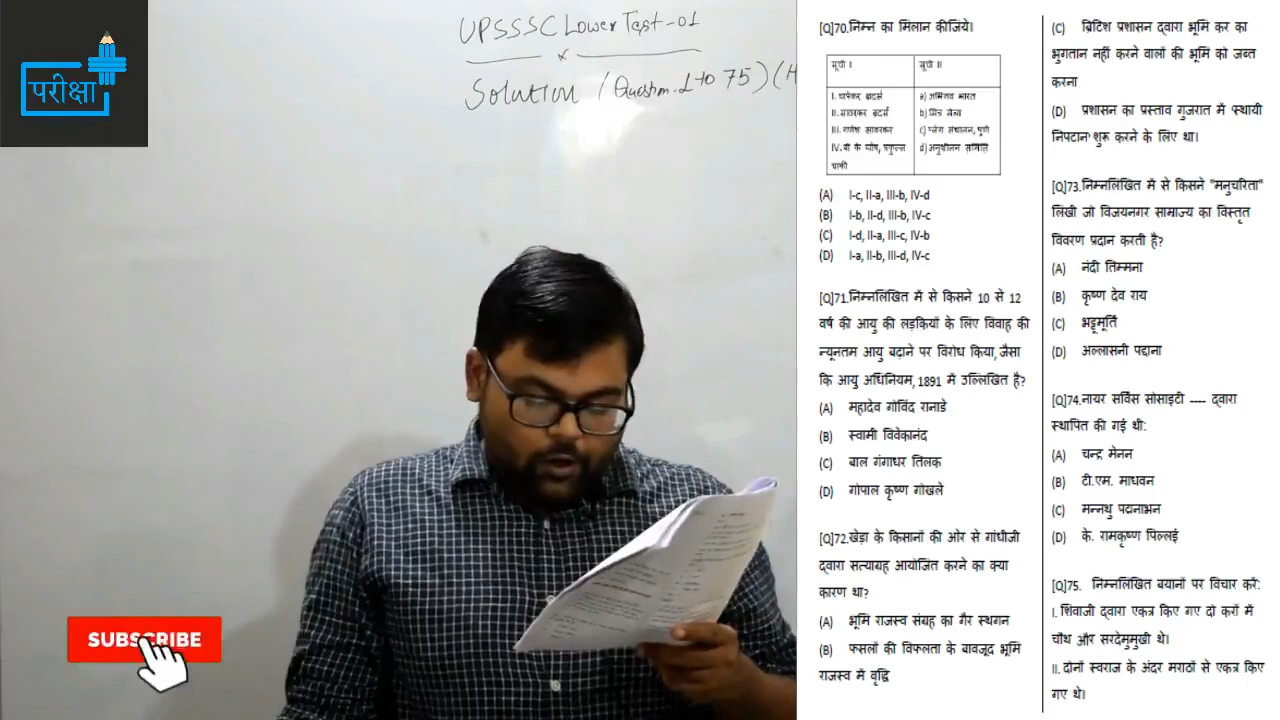 परीक्षा
UPSSSC Lower Test-01
Solution (Question-1 to 75) (H
SUBSCRIBE
[Q]70.निम्न का मिलान कीजिये।
सूची I सूची II
I. चापेकर ब्रदर्स a) अभिनव भारत
II. सावरकर ब्रदर्स b) मित्र मेला
III. गणेश सावरकर c) प्लेग संचालन, पुणे
IV. बी के घोष, प्रफुल्ल d) अनुशीलन समिति
चाकी
(A) I-c, II-a, III-b, IV-d
(B) I-b, II-d, III-b, IV-c
(C) I-d, II-a, III-c, IV-b
(D) I-a, II-b, III-d, IV-c
[Q]71.निम्नलिखित में से किसने 10 से 12
वर्ष की आयु की लड़कियों के लिए विवाह की
न्यूनतम आयु बढ़ाने पर विरोध किया, जैसा
कि आयु अधिनियम, 1891 में उल्लिखित है?
(A) महादेव गोविंद रानाडे
(B) स्वामी विवेकानंद
(C) बाल गंगाधर तिलक
(D) गोपाल कृष्ण गोखले
[Q]72.खेड़ा के किसानों की ओर से गांधीजी
द्वारा सत्याग्रह आयोजित करने का क्या
कारण था?
(A) भूमि राजस्व संग्रह का गैर स्थगन
(B) फसलों की विफलता के बावजूद भूमि
राजस्व में वृद्धि
(C) ब्रिटिश प्रशासन द्वारा भूमि कर का
भुगतान नहीं करने वालों की भूमि को जब्त
करना
(D) प्रशासन का प्रस्ताव गुजरात में 'स्थायी
निपटान' शुरू करने के लिए था।
[Q]73.निम्नलिखित में से किसने "मनुचरिता"
लिखी जो विजयनगर साम्राज्य का विस्तृत
विवरण प्रदान करती है?
(A) नंदी तिम्मना
(B) कृष्ण देव राय
(C) भट्टमूर्ति
(D) अल्लासनी पद्दाना
[Q]74.नायर सर्विस सोसाइटी ---- द्वारा
स्थापित की गई थी:
(A) चन्द्र मेनन
(B) टी.एम. माधवन
(C) मन्नथु पद्मनाभन
(D) के. रामकृष्ण पिल्लई
[Q]75. निम्नलिखित बयानों पर विचार करें:
I. शिवाजी द्वारा एकत्र किए गए दो करों में
चौथ और सरदेमुमुखी थे।
II. दोनों स्वराज के अंदर मराठों से एकत्र किए
गए थे।